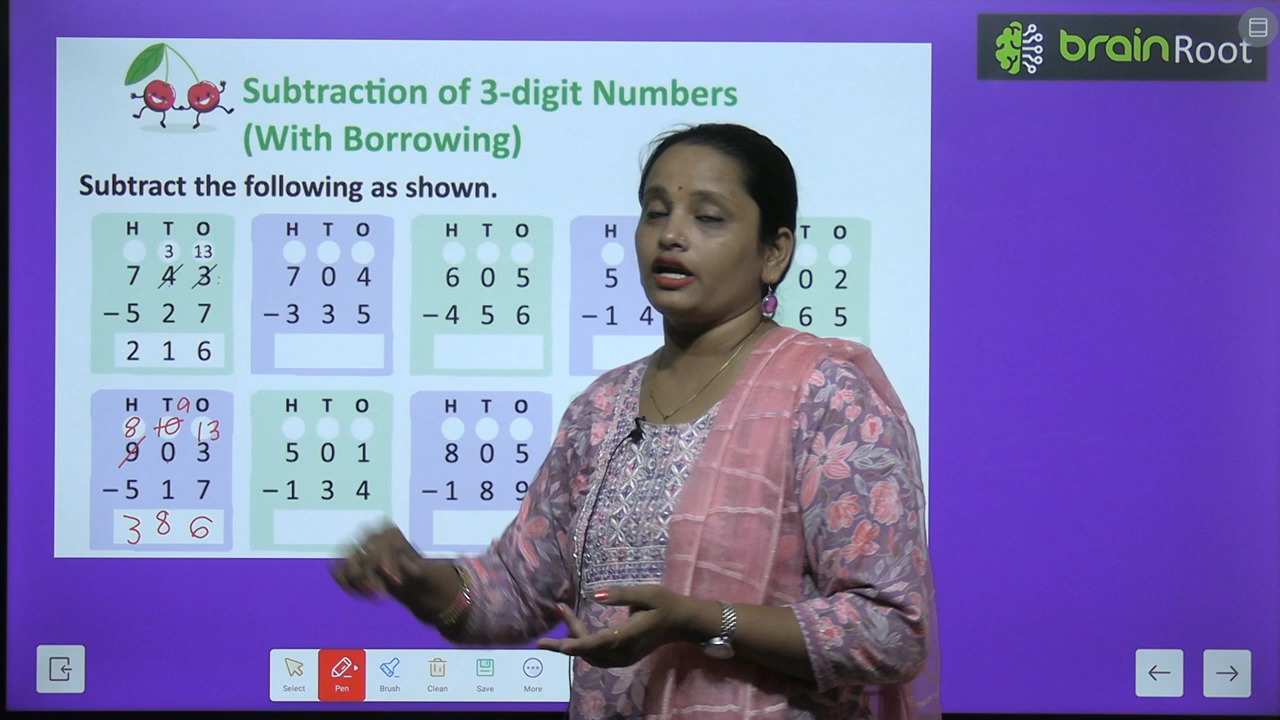 brainRoot
Subtraction of 3-digit Numbers
(With Borrowing)
Subtract the following as shown.
H T O H T O H T O H T O
3 13
7 4 3 7 0 4 6 0 5 5 0 2
−5 2 7 −3 3 5 −4 5 6 −1 4 6 5
2 1 6
H T O H T O H T O
9
8 10 13
9 0 3 5 0 1 8 0 5
−5 1 7 −1 3 4 −1 8 9
3 8 6
Select Pen Brush Clean Save More